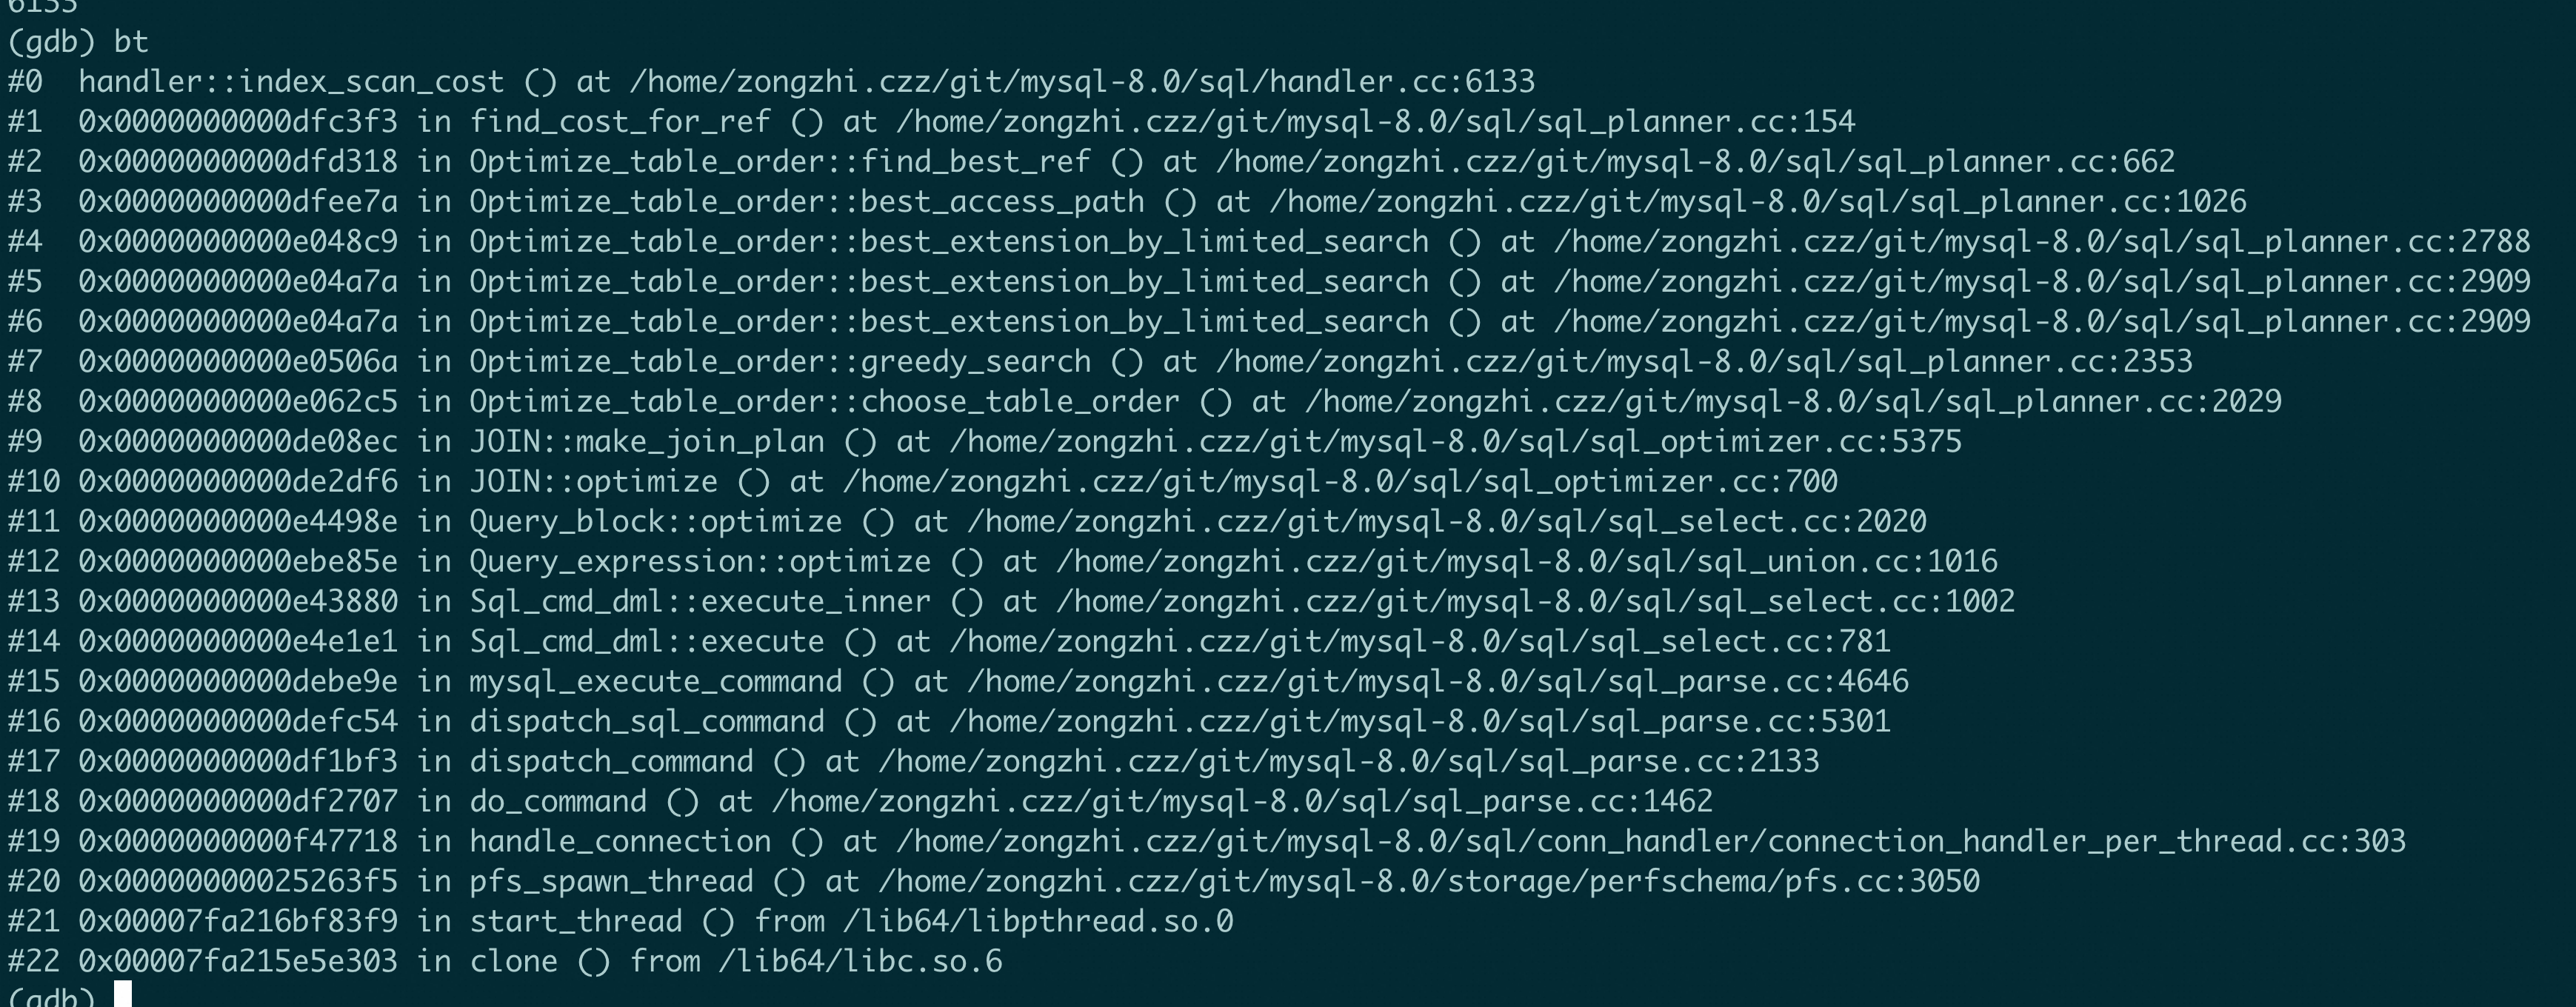 6133
(gdb) bt
#0  handler::index_scan_cost () at /home/zongzhi.czz/git/mysql-8.0/sql/handler.cc:6133
#1  0x0000000000dfc3f3 in find_cost_for_ref () at /home/zongzhi.czz/git/mysql-8.0/sql/sql_planner.cc:154
#2  0x0000000000dfd318 in Optimize_table_order::find_best_ref () at /home/zongzhi.czz/git/mysql-8.0/sql/sql_planner.cc:662
#3  0x0000000000dfee7a in Optimize_table_order::best_access_path () at /home/zongzhi.czz/git/mysql-8.0/sql/sql_planner.cc:1026
#4  0x0000000000e048c9 in Optimize_table_order::best_extension_by_limited_search () at /home/zongzhi.czz/git/mysql-8.0/sql/sql_planner.cc:2788
#5  0x0000000000e04a7a in Optimize_table_order::best_extension_by_limited_search () at /home/zongzhi.czz/git/mysql-8.0/sql/sql_planner.cc:2909
#6  0x0000000000e04a7a in Optimize_table_order::best_extension_by_limited_search () at /home/zongzhi.czz/git/mysql-8.0/sql/sql_planner.cc:2909
#7  0x0000000000e0506a in Optimize_table_order::greedy_search () at /home/zongzhi.czz/git/mysql-8.0/sql/sql_planner.cc:2353
#8  0x0000000000e062c5 in Optimize_table_order::choose_table_order () at /home/zongzhi.czz/git/mysql-8.0/sql/sql_planner.cc:2029
#9  0x0000000000de08ec in JOIN::make_join_plan () at /home/zongzhi.czz/git/mysql-8.0/sql/sql_optimizer.cc:5375
#10 0x0000000000de2df6 in JOIN::optimize () at /home/zongzhi.czz/git/mysql-8.0/sql/sql_optimizer.cc:700
#11 0x0000000000e4498e in Query_block::optimize () at /home/zongzhi.czz/git/mysql-8.0/sql/sql_select.cc:2020
#12 0x0000000000ebe85e in Query_expression::optimize () at /home/zongzhi.czz/git/mysql-8.0/sql/sql_union.cc:1016
#13 0x0000000000e43880 in Sql_cmd_dml::execute_inner () at /home/zongzhi.czz/git/mysql-8.0/sql/sql_select.cc:1002
#14 0x0000000000e4e1e1 in Sql_cmd_dml::execute () at /home/zongzhi.czz/git/mysql-8.0/sql/sql_select.cc:781
#15 0x0000000000debe9e in mysql_execute_command () at /home/zongzhi.czz/git/mysql-8.0/sql/sql_parse.cc:4646
#16 0x0000000000defc54 in dispatch_sql_command () at /home/zongzhi.czz/git/mysql-8.0/sql/sql_parse.cc:5301
#17 0x0000000000df1bf3 in dispatch_command () at /home/zongzhi.czz/git/mysql-8.0/sql/sql_parse.cc:2133
#18 0x0000000000df2707 in do_command () at /home/zongzhi.czz/git/mysql-8.0/sql/sql_parse.cc:1462
#19 0x0000000000f47718 in handle_connection () at /home/zongzhi.czz/git/mysql-8.0/sql/conn_handler/connection_handler_per_thread.cc:303
#20 0x00000000025263f5 in pfs_spawn_thread () at /home/zongzhi.czz/git/mysql-8.0/storage/perfschema/pfs.cc:3050
#21 0x00007fa216bf83f9 in start_thread () from /lib64/libpthread.so.0
#22 0x00007fa215e5e303 in clone () from /lib64/libc.so.6
(gdb)